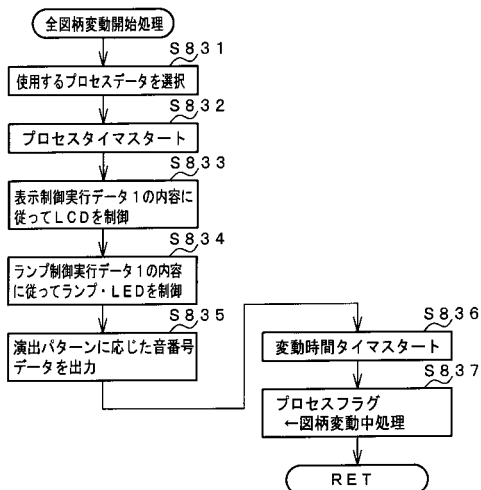 全図柄変動開始処理
S831
使用するプロセスデータを選択
S832
プロセスタイマスタート
S833
表示制御実行データ1の内容に
従ってLCDを制御
S834
ランプ制御実行データ1の内容
に従ってランプ・LEDを制御
S835
演出パターンに応じた音番号
データを出力
S836
変動時間タイマスタート
S837
プロセスフラグ
←図柄変動中処理
RET